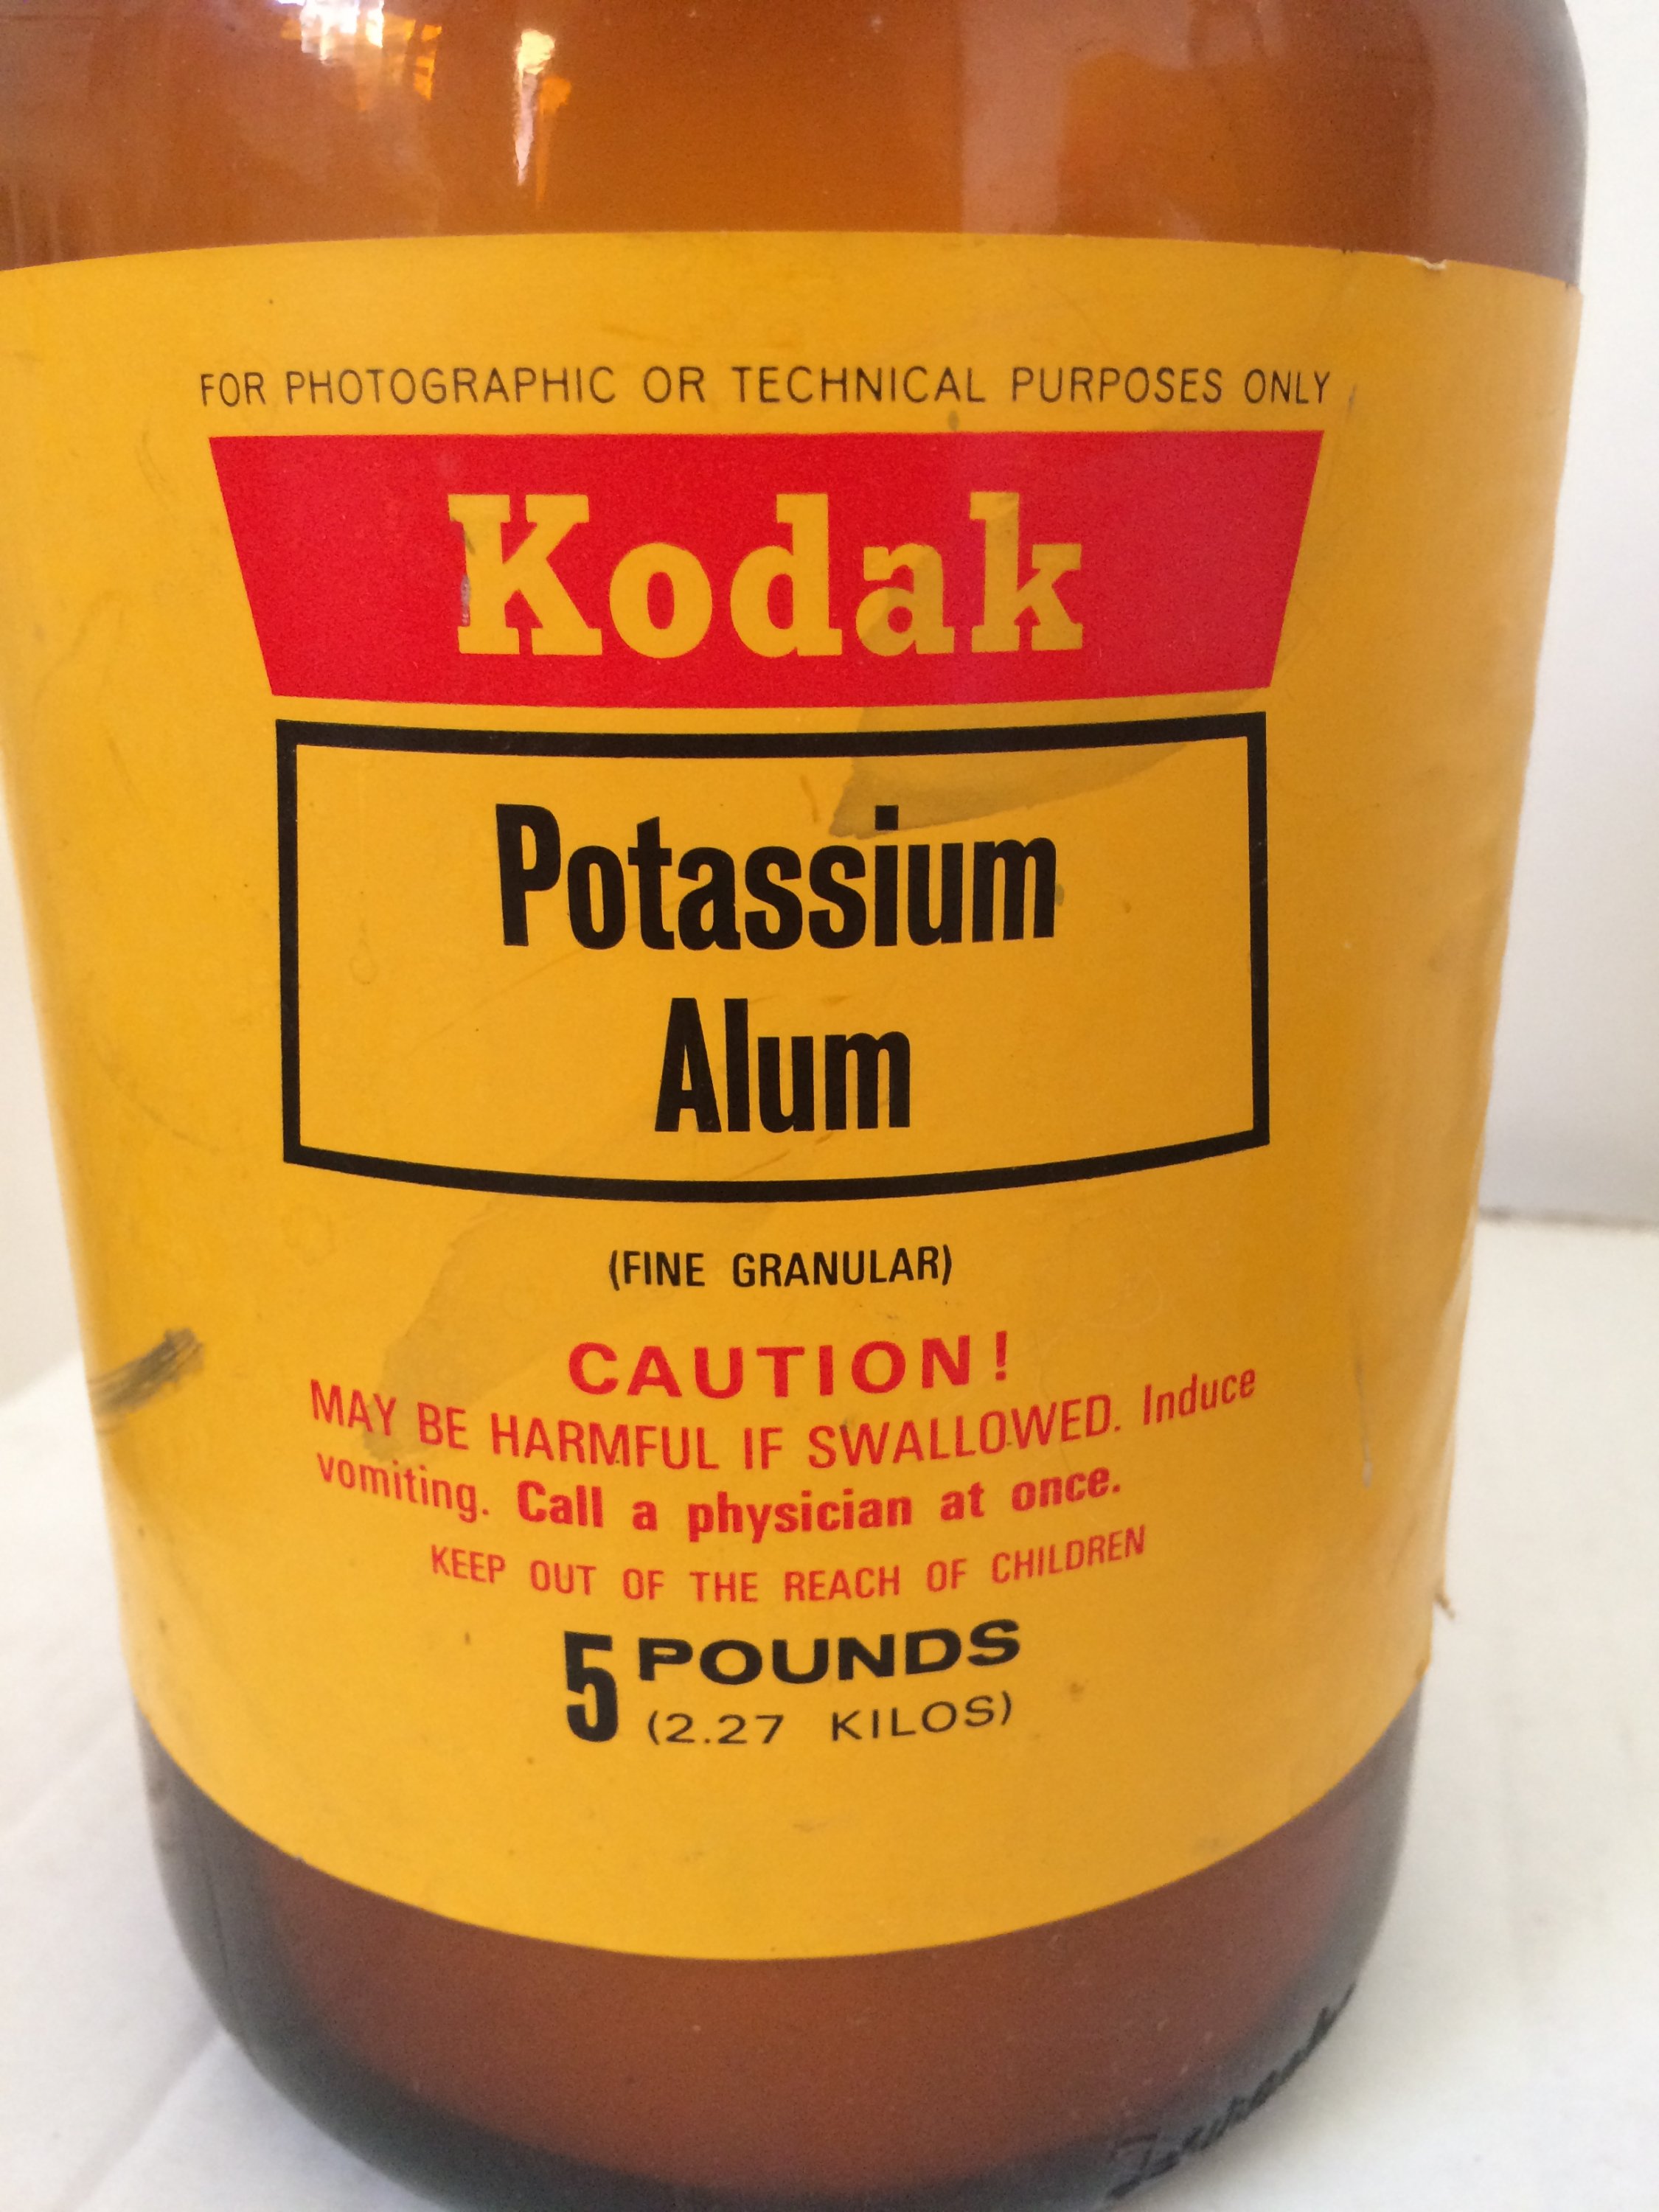 FOR PHOTOGRAPHIC OR TECHNICAL PURPOSES ONLY
Kodak
Potassium
Alum
(FINE GRANULAR)
CAUTION!
MAY BE HARMFUL IF SWALLOWED. Induce
vomiting. Call a physician at once.
KEEP OUT OF THE REACH OF CHILDREN
5 POUNDS
(2.27 KILOS)